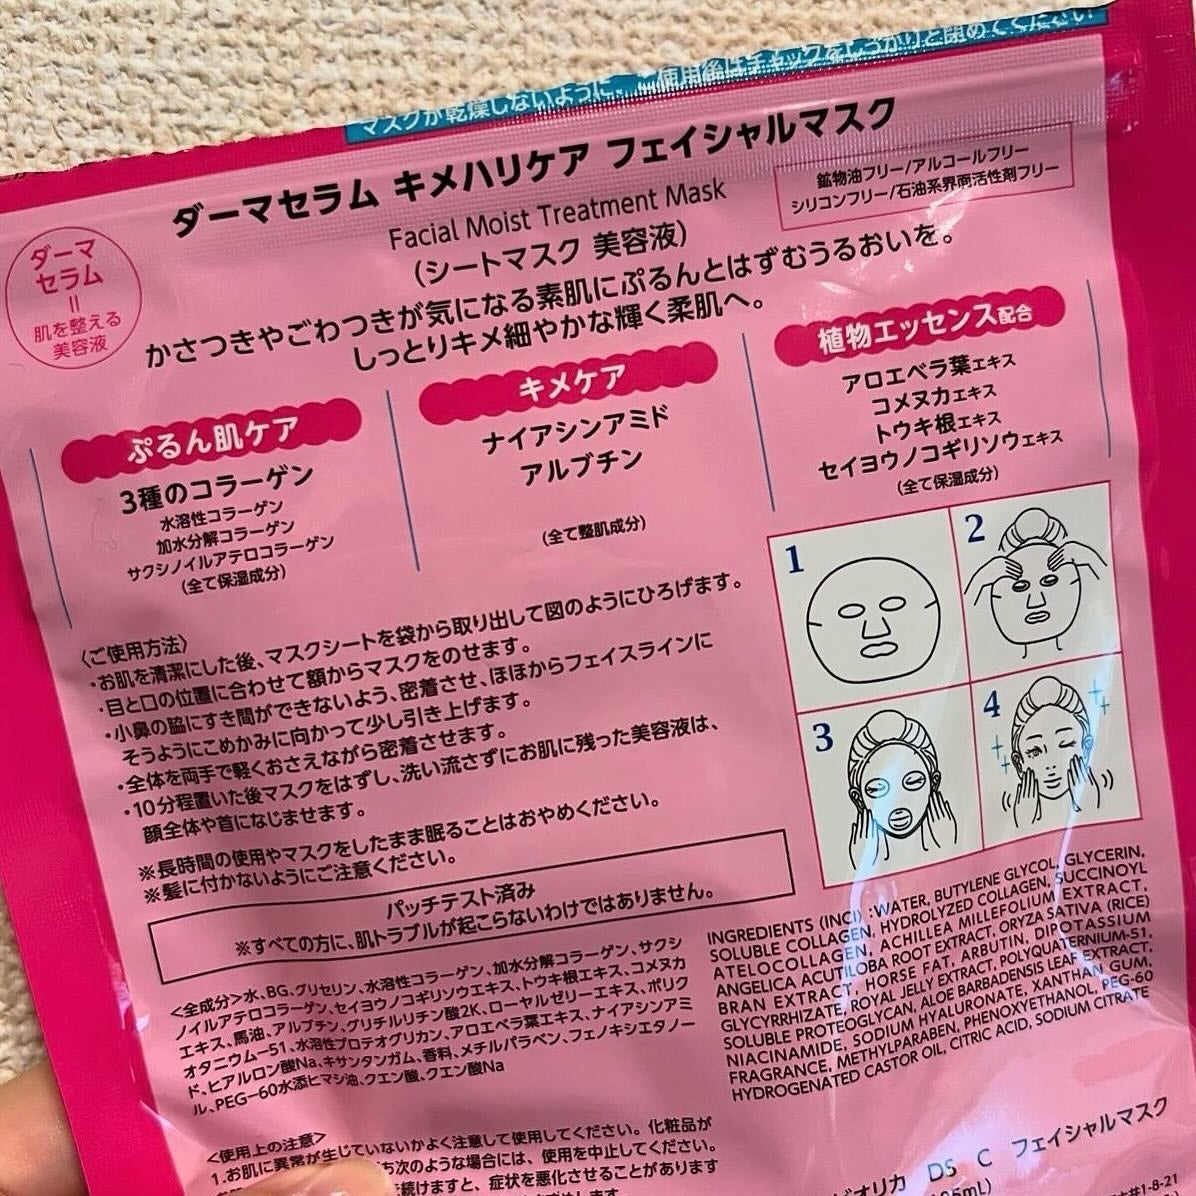 マスクが乾燥しないように、ご使用後はチャックをしっかりと閉めてください
ダーマセラム キメハリケア フェイシャルマスク
Facial Moist Treatment Mask
(シートマスク 美容液)
鉱物油フリー/アルコールフリー
シリコンフリー/石油系界面活性剤フリー
ダーマ
セラム
=
肌を整える
美容液
かさつきやごわつきが気になる素肌にぷるんとはずむうるおいを。
しっとりキメ細やかな輝く柔肌へ。
ぷるん肌ケア
3種のコラーゲン
水溶性コラーゲン
加水分解コラーゲン
サクシノイルアテロコラーゲン
(全て保湿成分)
キメケア
ナイアシンアミド
アルブチン
(全て整肌成分)
植物エッセンス配合
アロエベラ葉エキス
コメヌカエキス
トウキ根エキス
セイヨウノコギリソウエキス
(全て保湿成分)
1
2
3
4
〈ご使用方法〉
・お肌を清潔にした後、マスクシートを袋から取り出して図のようにひろげます。
・目と口の位置に合わせて額からマスクをのせます。
・小鼻の脇にすき間ができないよう、密着させ、ほほからフェイスラインに
そうようにこめかみに向かって少し引き上げます。
・全体を両手で軽くおさえながら密着させます。
・10分程置いた後マスクをはずし、洗い流さずにお肌に残った美容液は、
顔全体や首になじませます。
※長時間の使用やマスクをしたまま眠ることはおやめください。
※髪に付かないようにご注意ください。
パッチテスト済み
※すべての方に、肌トラブルが起こらないわけではありません。
<全成分>水、BG、グリセリン、水溶性コラーゲン、加水分解コラーゲン、サクシ
ノイルアテロコラーゲン、セイヨウノコギリソウエキス、トウキ根エキス、コメヌカ
エキス、馬油、アルブチン、グリチルリチン酸2K、ローヤルゼリーエキス、ポリク
オタニウム-51、水溶性プロテオグリカン、アロエベラ葉エキス、ナイアシンアミ
ド、ヒアルロン酸Na、キサンタンガム、香料、メチルパラベン、フェノキシエタノー
ル、PEG-60水添ヒマシ油、クエン酸、クエン酸Na
INGREDIENTS (INCI) :WATER, BUTYLENE GLYCOL, GLYCERIN,
SOLUBLE COLLAGEN, HYDROLYZED COLLAGEN, SUCCINOYL
ATELOCOLLAGEN, ACHILLEA MILLEFOLIUM EXTRACT,
ANGELICA ACUTILOBA ROOT EXTRACT, ORYZA SATIVA (RICE)
BRAN EXTRACT, HORSE FAT, ARBUTIN, DIPOTASSIUM
GLYCYRRHIZATE, ROYAL JELLY EXTRACT, POLYQUATERNIUM-51,
SOLUBLE PROTEOGLYCAN, ALOE BARBADENSIS LEAF EXTRACT,
NIACINAMIDE, SODIUM HYALURONATE, XANTHAN GUM,
FRAGRANCE, METHYLPARABEN, PHENOXYETHANOL, PEG-60
HYDROGENATED CASTOR OIL, CITRIC ACID, SODIUM CITRATE
<使用上の注意>
1.お肌に異常が生じていないかよく注意して使用してください。化粧品が
ち次のような場合には、使用を中止してください。
続けますと、症状を悪化させることがあります
ビオリカ DS C フェイシャルマスク
1-8-21